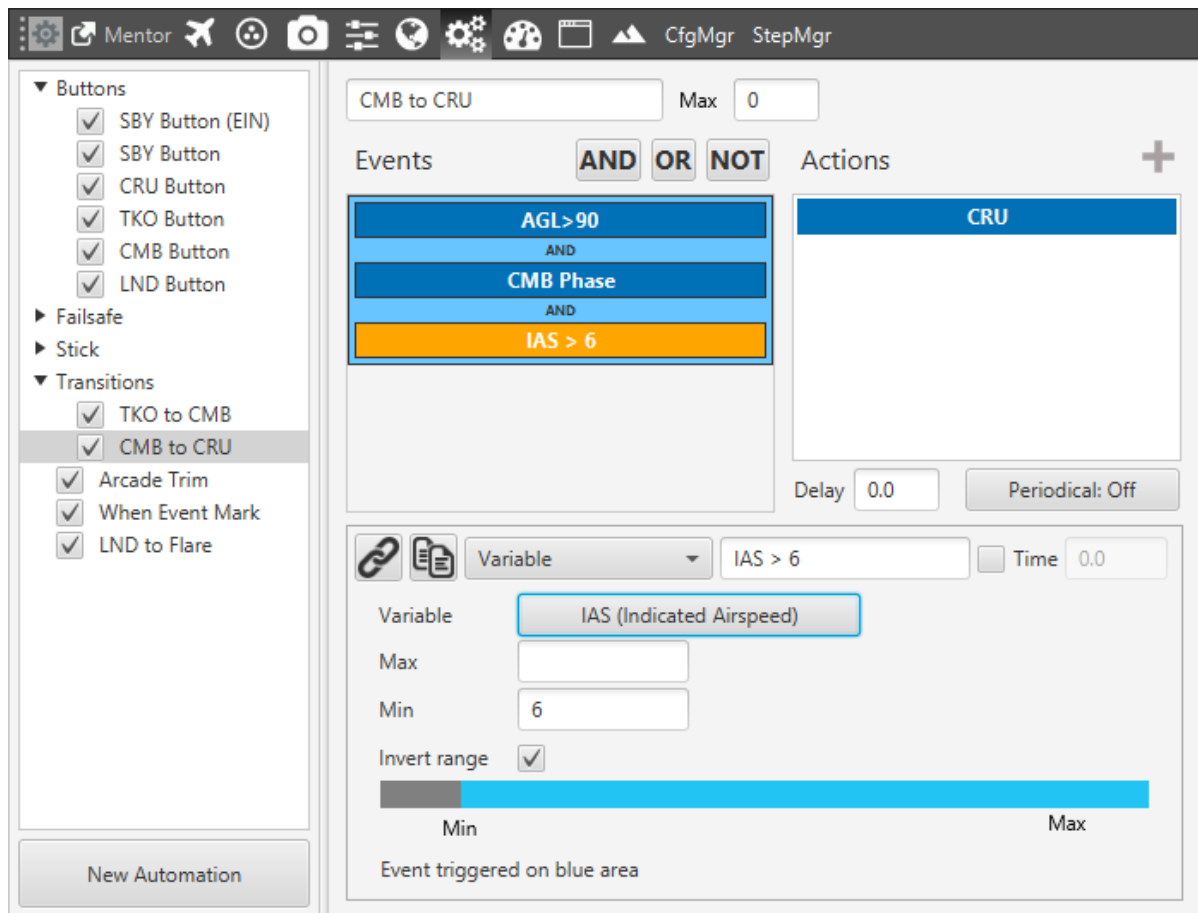 Mentor CfgMgr StepMgr
Buttons
SBY Button (EIN)
SBY Button
CRU Button
TKO Button
CMB Button
LND Button
Failsafe
Stick
Transitions
TKO to CMB
CMB to CRU
Arcade Trim
When Event Mark
LND to Flare
New Automation
CMB to CRU Max 0
Events AND OR NOT Actions
AGL>90
AND
CMB Phase
AND
IAS > 6
CRU
Delay 0.0 Periodical: Off
Variable IAS > 6 Time 0.0
Variable IAS (Indicated Airspeed)
Max
Min 6
Invert range
Min Max
Event triggered on blue area